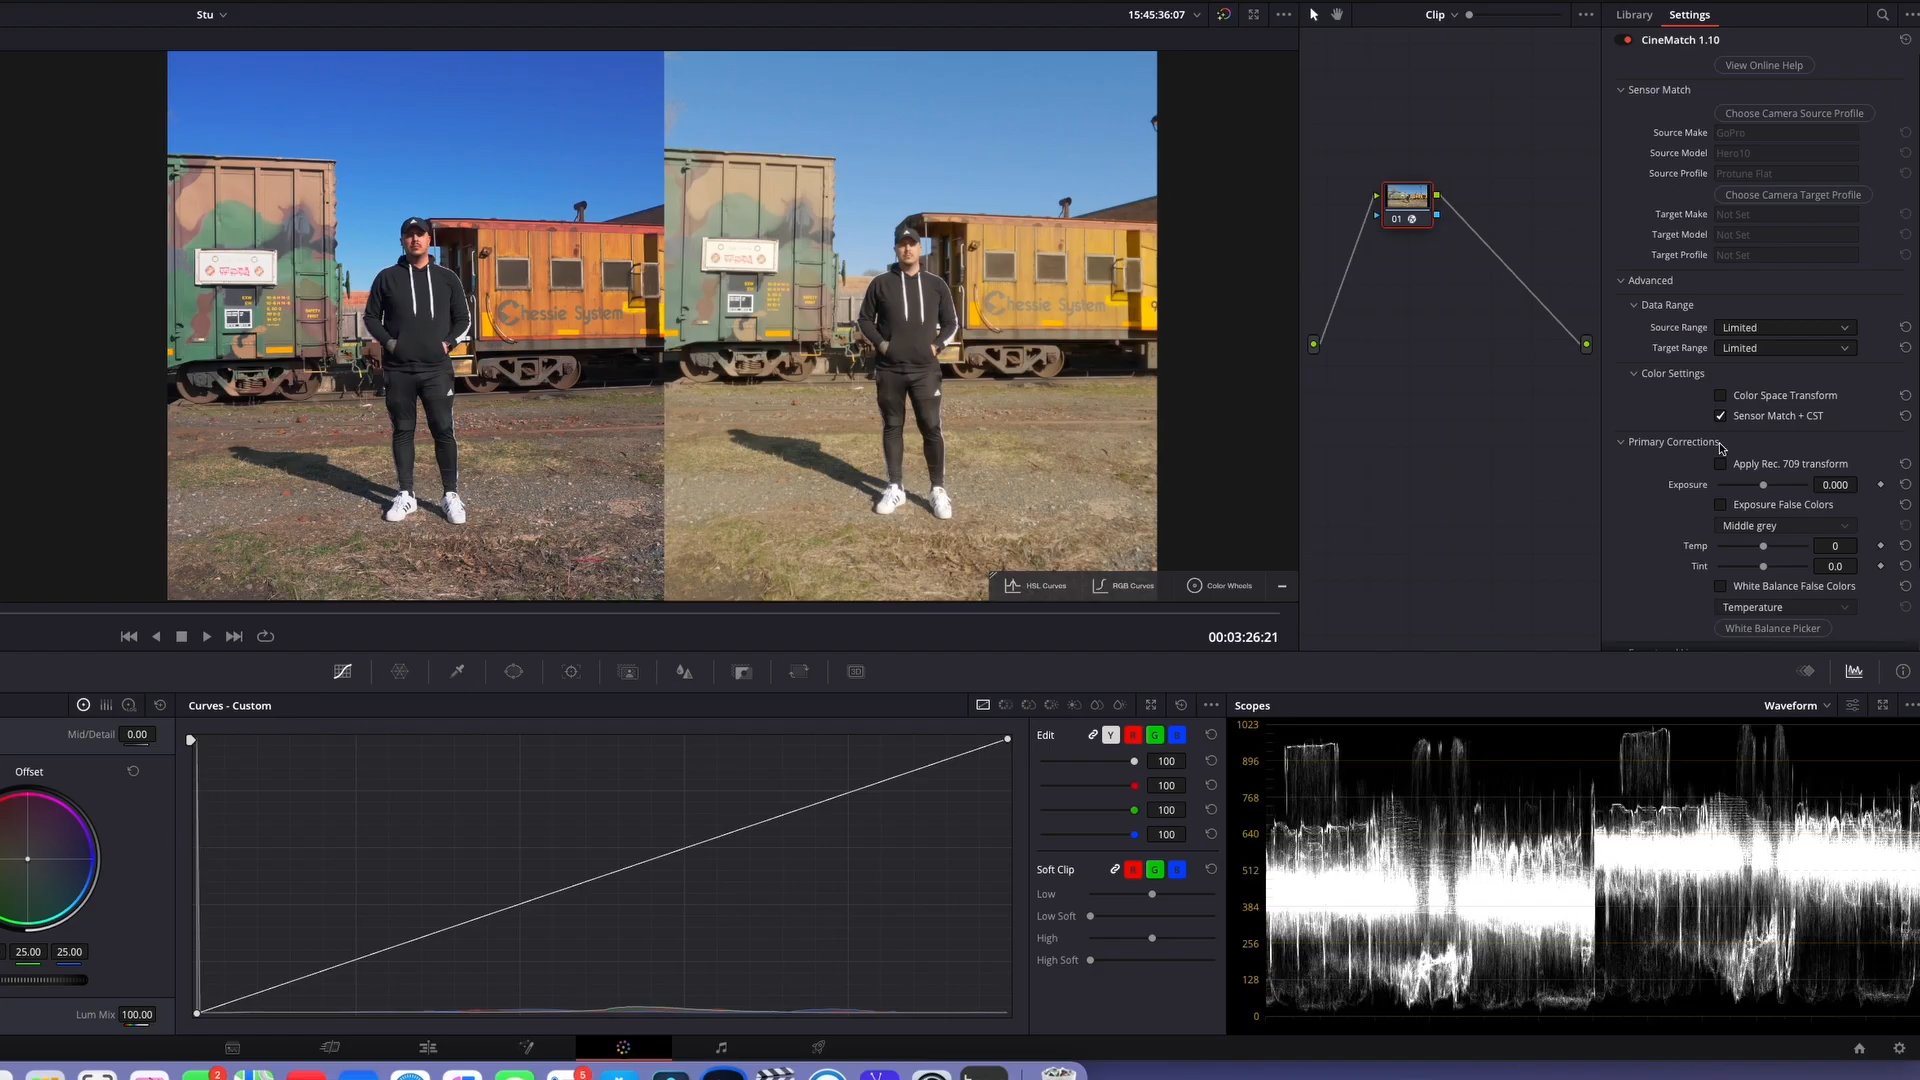 Stu
15:45:36:07
Clip
Library
Settings
CineMatch 1.10
View Online Help
Sensor Match
Choose Camera Source Profile
Source Make
GoPro
Source Model
Hero10
Source Profile
Protune Flat
Choose Camera Target Profile
Target Make
Not Set
Target Model
Not Set
Target Profile
Not Set
Advanced
Data Range
Source Range
Limited
Target Range
Limited
Color Settings
Color Space Transform
Sensor Match + CST
Primary Corrections
Apply Rec. 709 transform
Exposure
0.000
Exposure False Colors
Middle grey
Temp
0
Tint
0.0
White Balance False Colors
Temperature
White Balance Picker
01
Chessie System
Chessie System
HSL Curves
RGB Curves
Color Wheels
00:03:26:21
3D
Curves - Custom
Scopes
Waveform
Mid/Detail
0.00
Offset
25.00
25.00
Lum Mix
100.00
Edit
Y
R
G
B
100
100
100
100
Soft Clip
R
G
B
Low
Low Soft
High
High Soft
1023
896
768
640
512
384
256
128
0
2
5